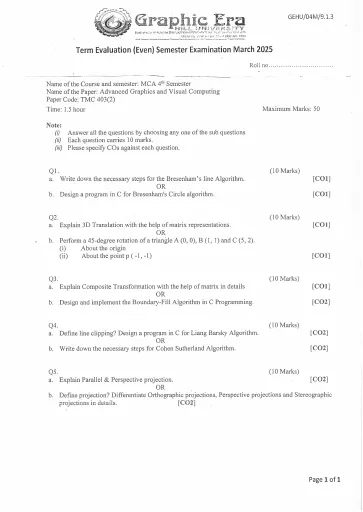 GEHU/04M/9.1.3
Graphic Era
HILL UNIVERSITY
Term Evaluation (Even) Semester Examination March 2025
Roll no
Name of the Course and semester: MCA 4th Semester
Name of the Paper: Advanced Graphics and Visual Computing
Paper Code: TMC 403(2)
Time: 1.5 hour Maximum Marks: 50
Note:
(i) Answer all the questions by choosing any one of the sub questions
(ii) Each question carries 10 marks.
(iii) Please specify COs against each question.
Q1. (10 Marks)
a. Write down the necessary steps for the Bresenham's line Algorithm. [CO1]
OR
b. Design a program in C for Bresenham's Circle algorithm. [CO1]
Q2. (10 Marks)
a. Explain 3D Translation with the help of matrix representations. [CO1]
OR
b. Perform a 45-degree rotation of a triangle A (0, 0), B (1, 1) and C (5, 2).
(i) About the origin
(ii) About the point p ( -1, -1) [CO1]
Q3. (10 Marks)
a. Explain Composite Transformation with the help of matrix in details [CO1]
OR
b. Design and implement the Boundary-Fill Algorithm in C Programming. [CO2]
Q4. (10 Marks)
a. Define line clipping? Design a program in C for Liang Barsky Algorithm. [CO2]
OR
b. Write down the necessary steps for Cohen Sutherland Algorithm. [CO2]
Q5. (10 Marks)
a. Explain Parallel & Perspective projection. [CO2]
OR
b. Define projection? Differentiate Orthographic projections, Perspective projections and Stereographic
projections in details. [CO2]
Page 1 of 1